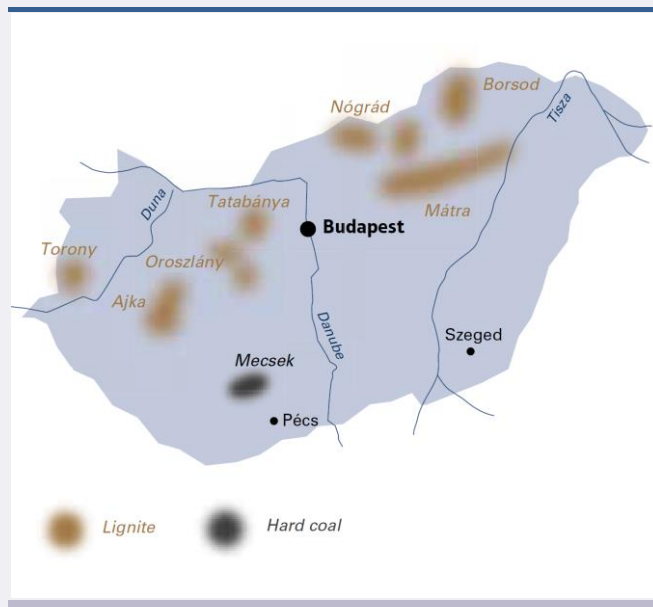 Borsod
Nógrád
Tisza
Duna
Tatabánya
Mátra
Budapest
Torony
Oroszlány
Ajka
Danube
Szeged
Mecsek
Pécs
Lignite
Hard coal